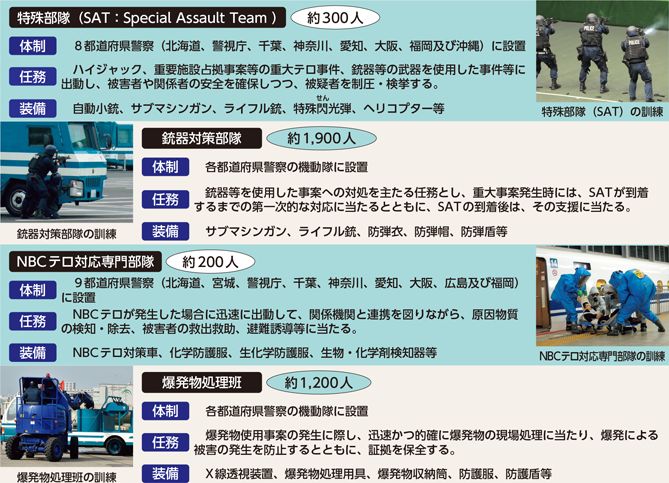 特殊部隊(SAT:Special Assault Team) 約300人
体制 8都道府県警察(北海道、警視庁、千葉、神奈川、愛知、大阪、福岡及び沖縄)に設置
任務 ハイジャック、重要施設占拠事案等の重大テロ事件、銃器等の武器を使用した事件等に
出動し、被害者や関係者の安全を確保しつつ、被疑者を制圧・検挙する。
せん
装備 自動小銃、サブマシンガン、ライフル銃、特殊閃光弾、ヘリコプター等
POLICE
特殊部隊(SAT)の訓練
銃器対策部隊 約1,900人
体制 各都道府県警察の機動隊に設置
任務 銃器等を使用した事案への対処を主たる任務とし、重大事案発生時には、SATが到着
するまでの第一次的な対応に当たるとともに、SATの到着後は、その支援に当たる。
装備 サブマシンガン、ライフル銃、防弾衣、防弾帽、防弾盾等
銃器対策部隊の訓練
NBCテロ対応専門部隊 約200人
体制 9都道府県警察(北海道、宮城、警視庁、千葉、神奈川、愛知、大阪、広島及び福岡)
に設置
任務 NBCテロが発生した場合に迅速に出動して、関係機関と連携を図りながら、原因物質
の検知・除去、被害者の救出救助、避難誘導等に当たる。
装備 NBCテロ対策車、化学防護服、生化学防護服、生物・化学剤検知器等
NBCテロ対応専門部隊の訓練
爆発物処理班 約1,200人
体制 各都道府県警察の機動隊に設置
任務 爆発物使用事案の発生に際し、迅速かつ的確に爆発物の現場処理に当たり、爆発による
被害の発生を防止するとともに、証拠を保全する。
装備 X線透視装置、爆発物処理用具、爆発物収納筒、防護服、防護盾等
爆発物処理班の訓練